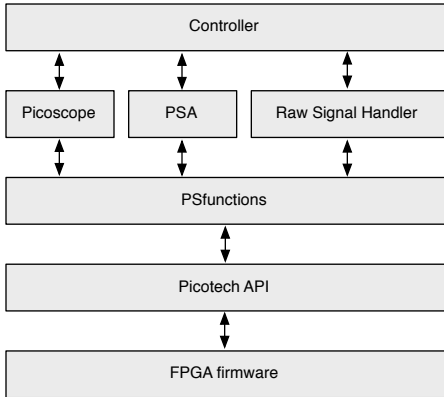 Controller
Picoscope
PSA
Raw Signal Handler
PSfunctions
Picotech API
FPGA firmware